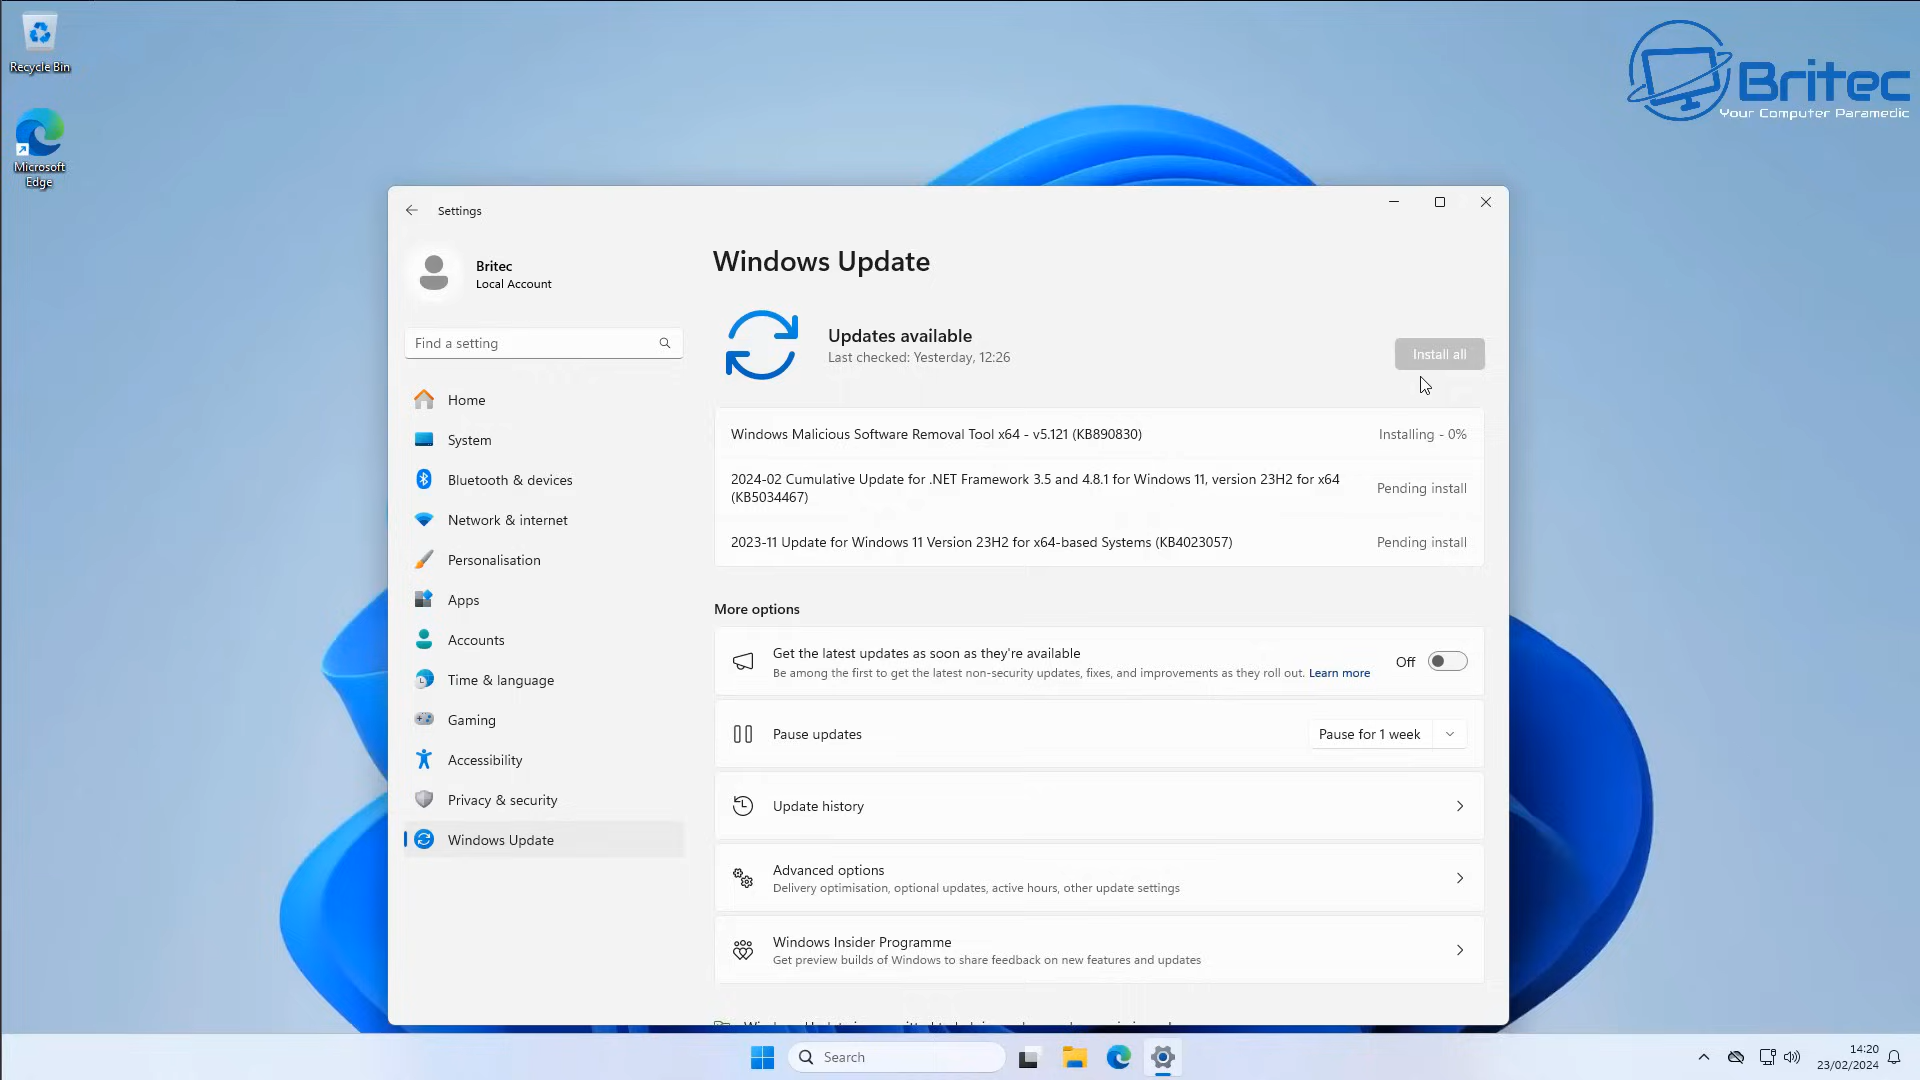 Recycle Bin
Microsoft
Edge
Britec
Your Computer Paramedic
Settings
Britec
Local Account
Find a setting
Home
System
Bluetooth & devices
Network & internet
Personalisation
Apps
Accounts
Time & language
Gaming
Accessibility
Privacy & security
Windows Update
Windows Update
Updates available
Last checked: Yesterday, 12:26
Install all
Windows Malicious Software Removal Tool x64 - v5.121 (KB890830)
Installing - 0%
2024-02 Cumulative Update for .NET Framework 3.5 and 4.8.1 for Windows 11, version 23H2 for x64
(KB5034467)
Pending install
2023-11 Update for Windows 11 Version 23H2 for x64-based Systems (KB4023057)
Pending install
More options
Get the latest updates as soon as they're available
Be among the first to get the latest non-security updates, fixes, and improvements as they roll out. Learn more
Off
Pause updates
Pause for 1 week
Update history
Advanced options
Delivery optimisation, optional updates, active hours, other update settings
Windows Insider Programme
Get preview builds of Windows to share feedback on new features and updates
Search
14:20
23/02/2024